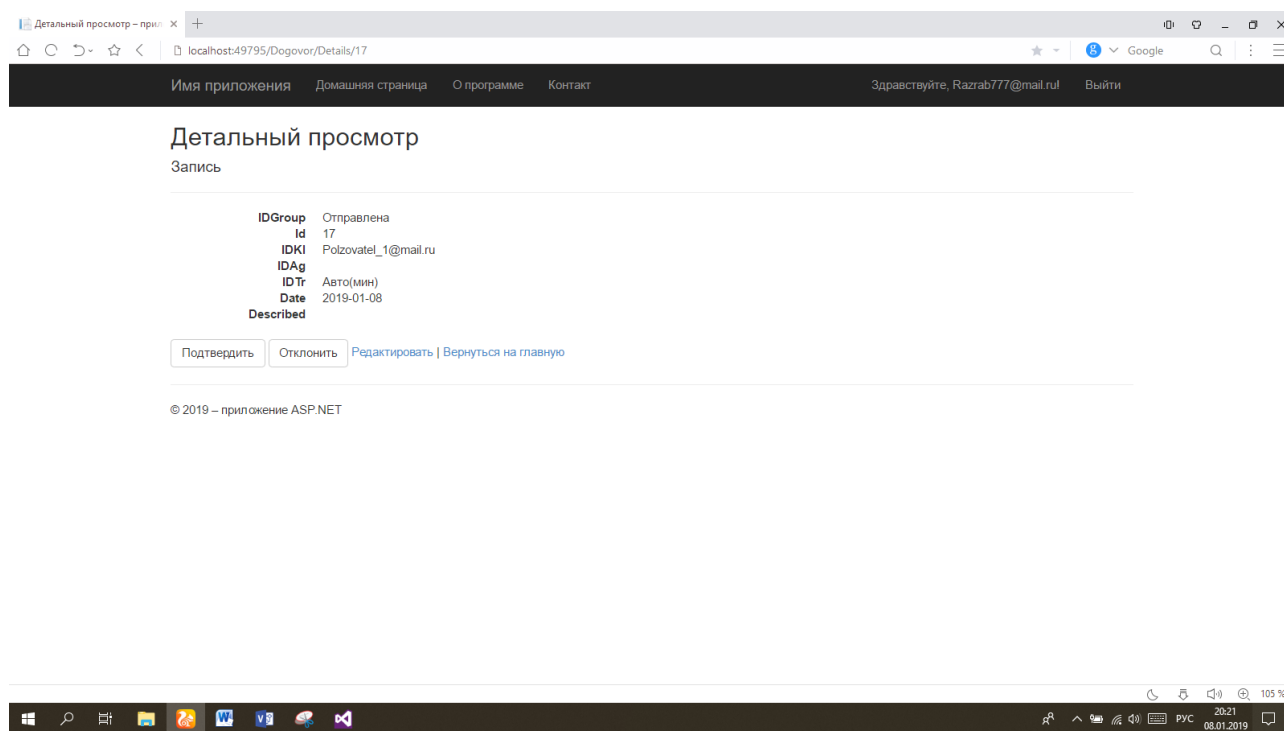 Детальный просмотр – прил
localhost:49795/Dogovor/Details/17
Google
Имя приложения Домашняя страница О программе Контакт Здравствуйте, Razrab777@mail.ru! Выйти
Детальный просмотр
Запись
IDGroup Отправлена
Id 17
IDKl Polzovatel_1@mail.ru
IDAg
IDTr Авто(мин)
Date 2019-01-08
Described
Подтвердить Отклонить Редактировать | Вернуться на главную
© 2019 – приложение ASP.NET
105 %
РУС 20:21
08.01.2019